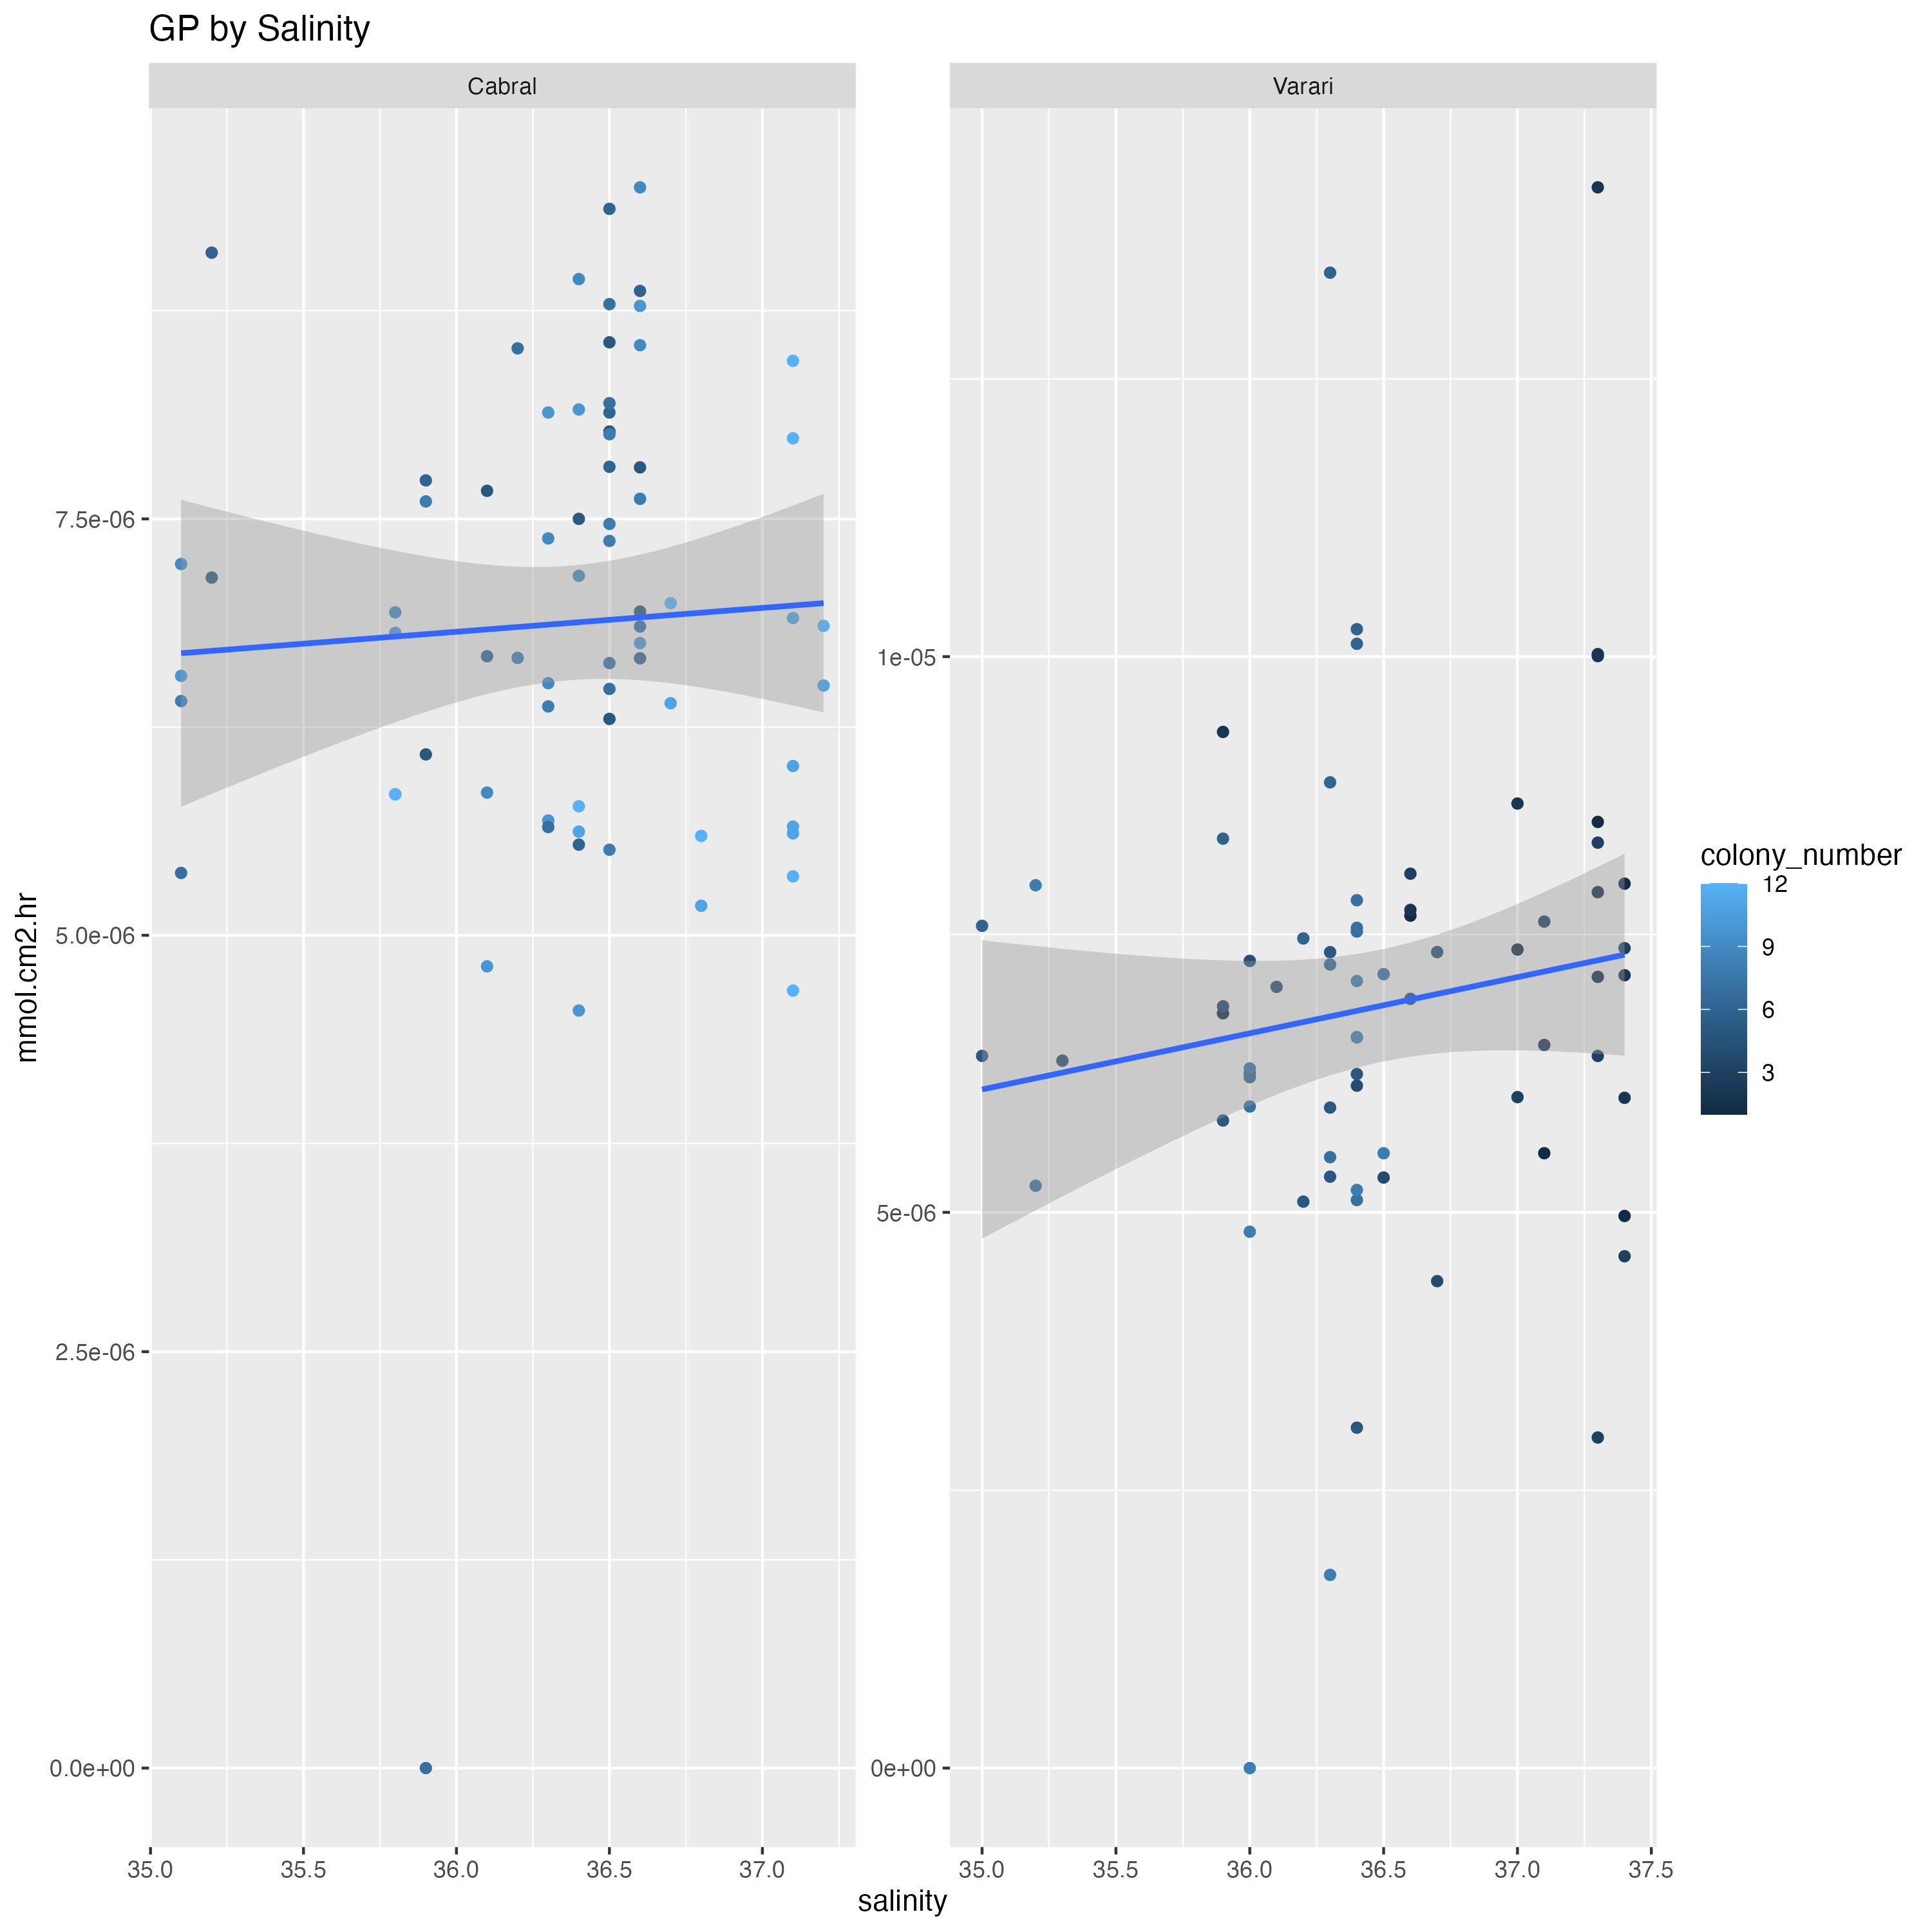 GP by Salinity
Cabral
Varari
mmol.cm2.hr
7.5e-06
5.0e-06
2.5e-06
0.0e+00
1e-05
5e-06
0e+00
35.0 35.5 36.0 36.5 37.0
35.0 35.5 36.0 36.5 37.0 37.5
salinity
colony_number
12
9
6
3